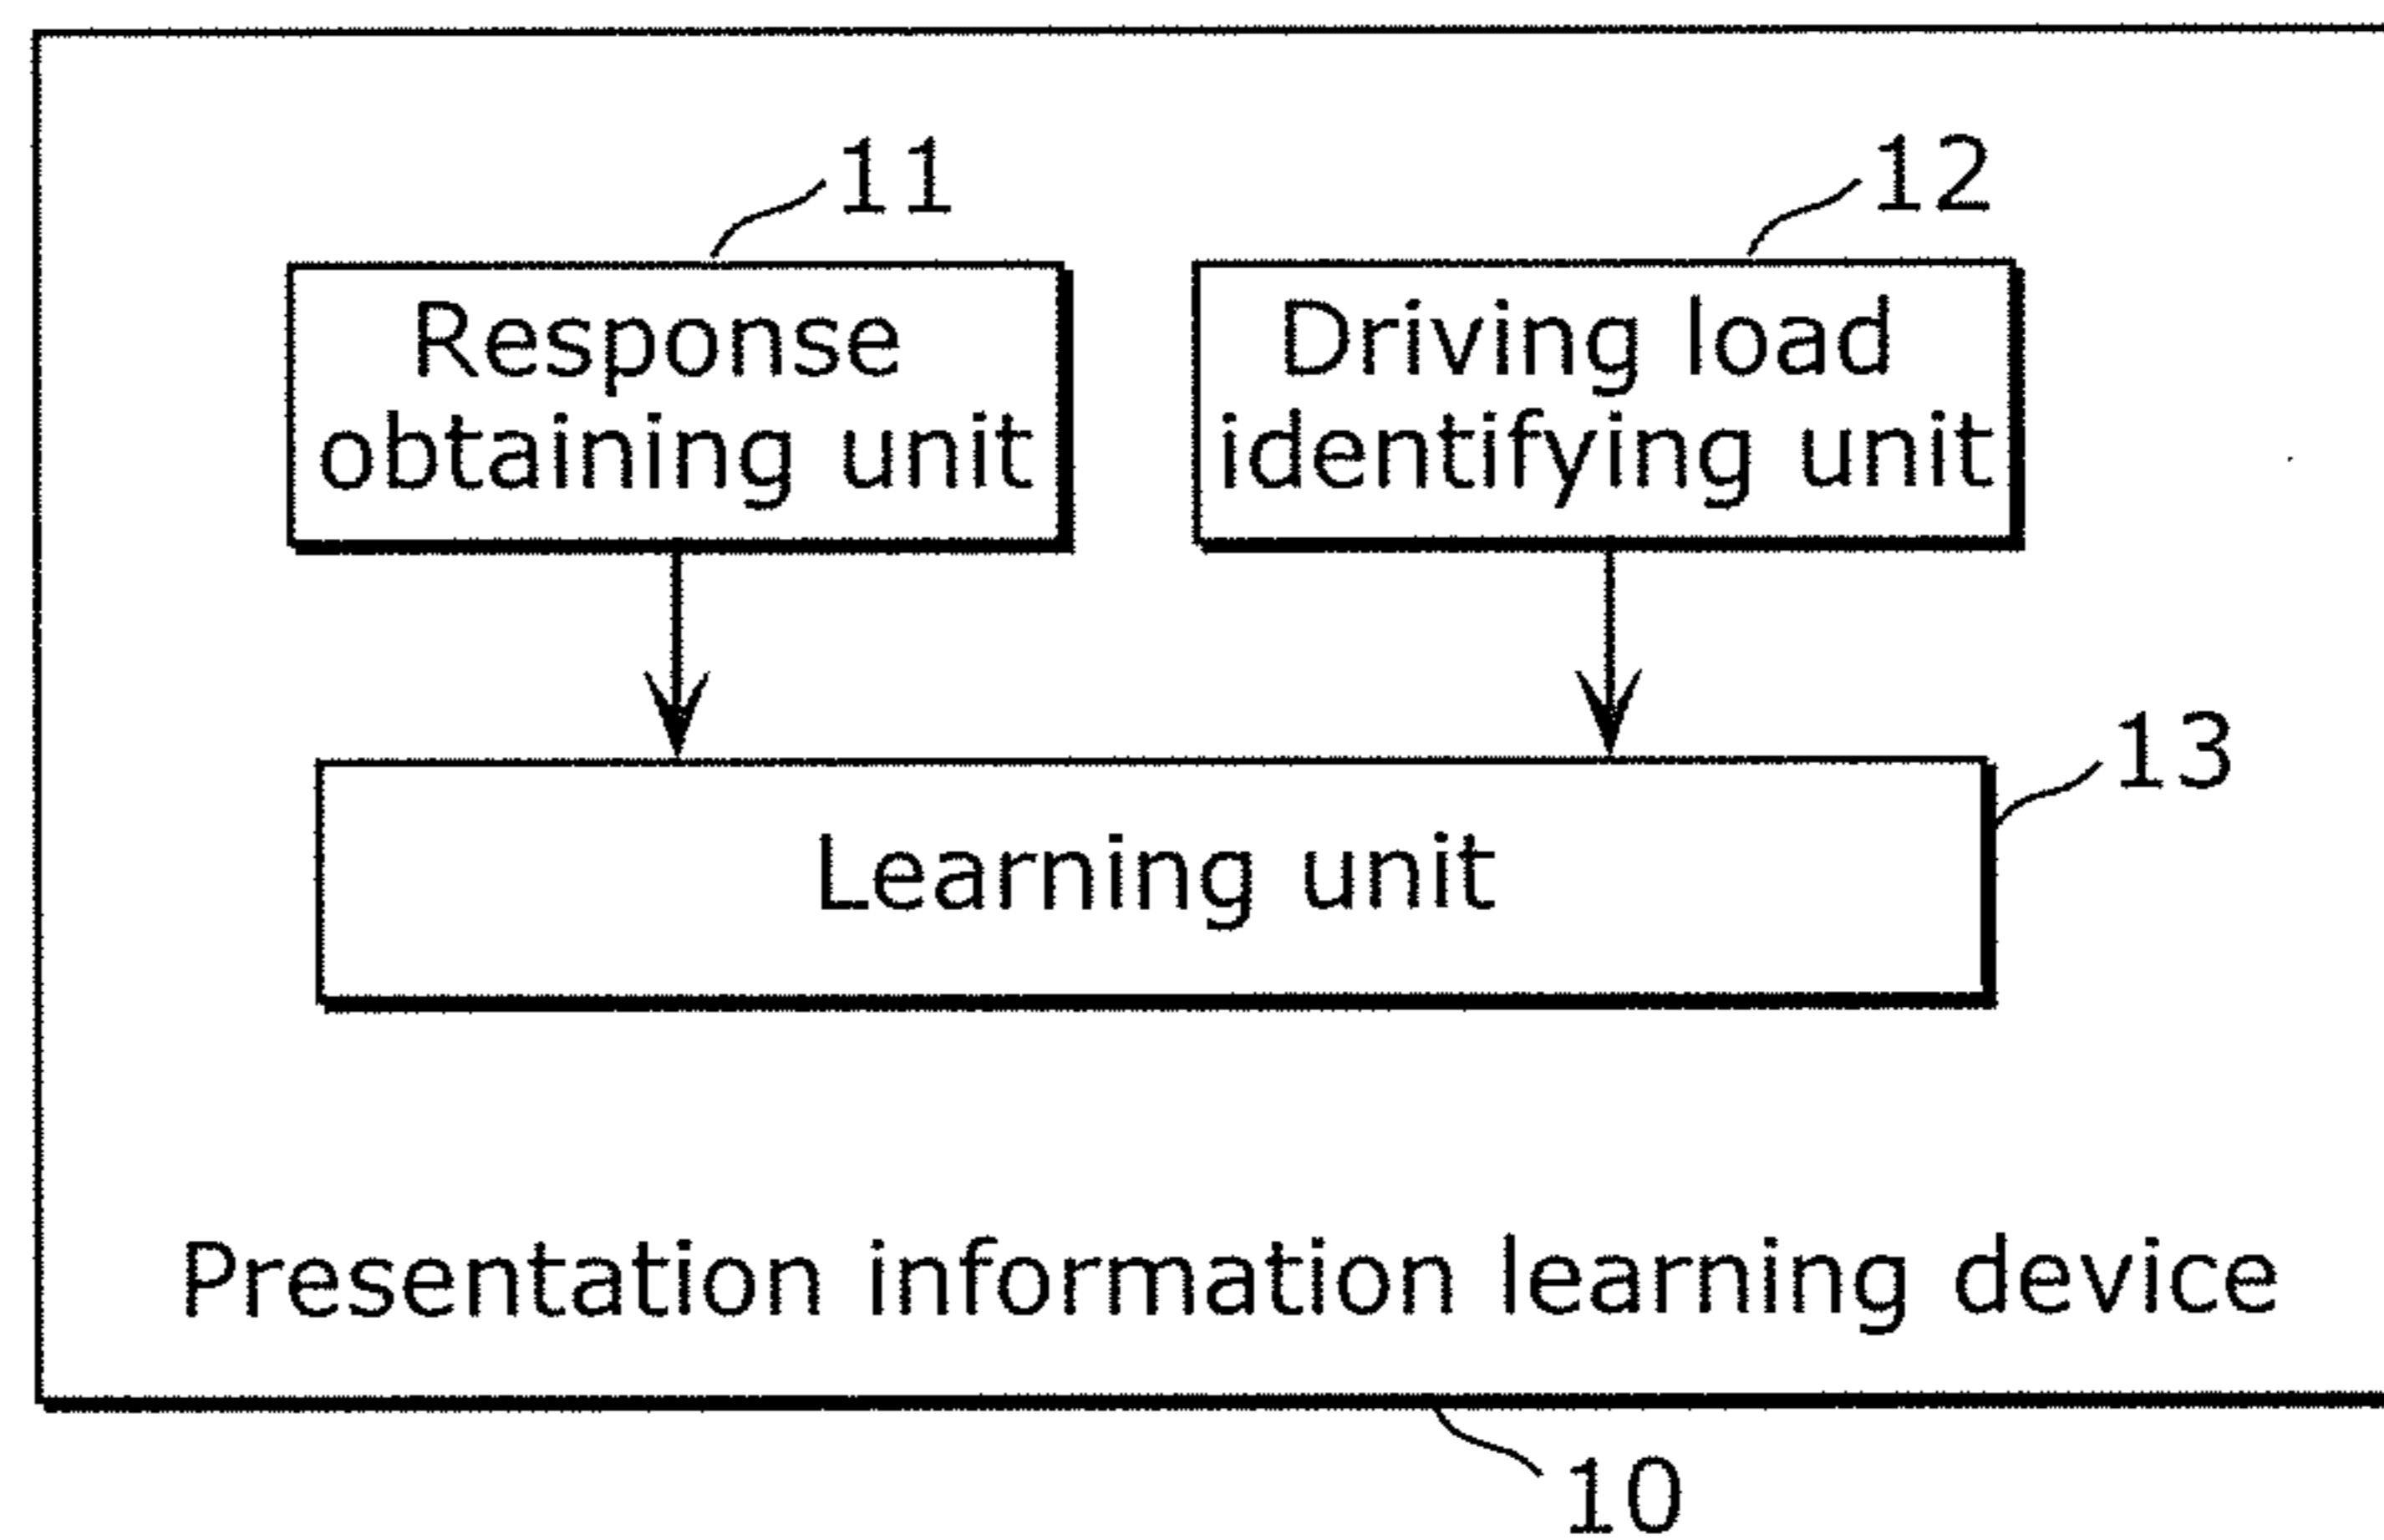 11
12
Response
obtaining unit
Driving load
identifying unit
13
Learning unit
Presentation information learning device
10